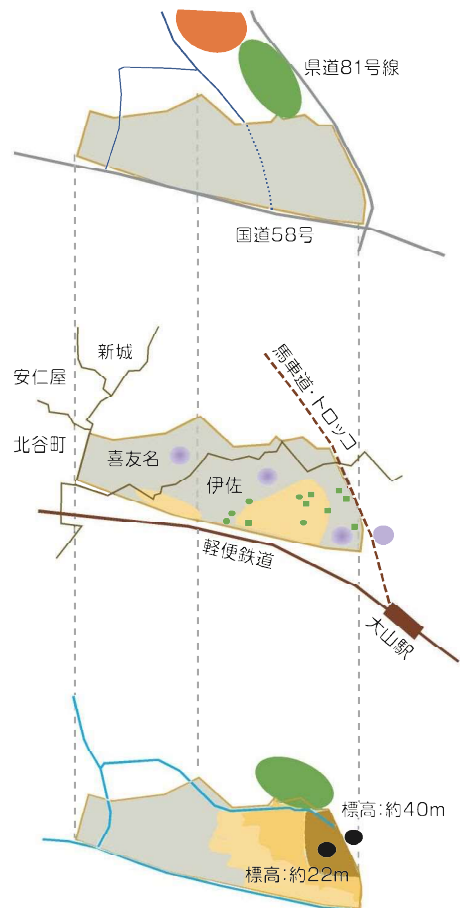 県道81号線
国道58号
新城
安仁屋
北谷町
馬車道・トロッコ
喜友名
伊佐
軽便鉄道
大山駅
標高：約40m
標高：約22m